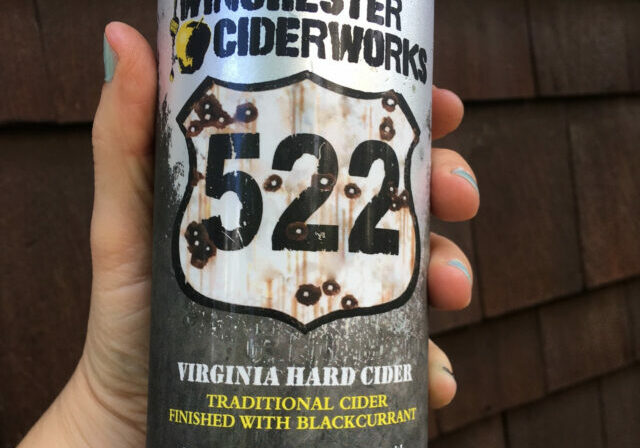 WINCHESTER
CIDERWORKS
522
VIRGINIA HARD CIDER
TRADITIONAL CIDER
FINISHED WITH BLACKCURRANT